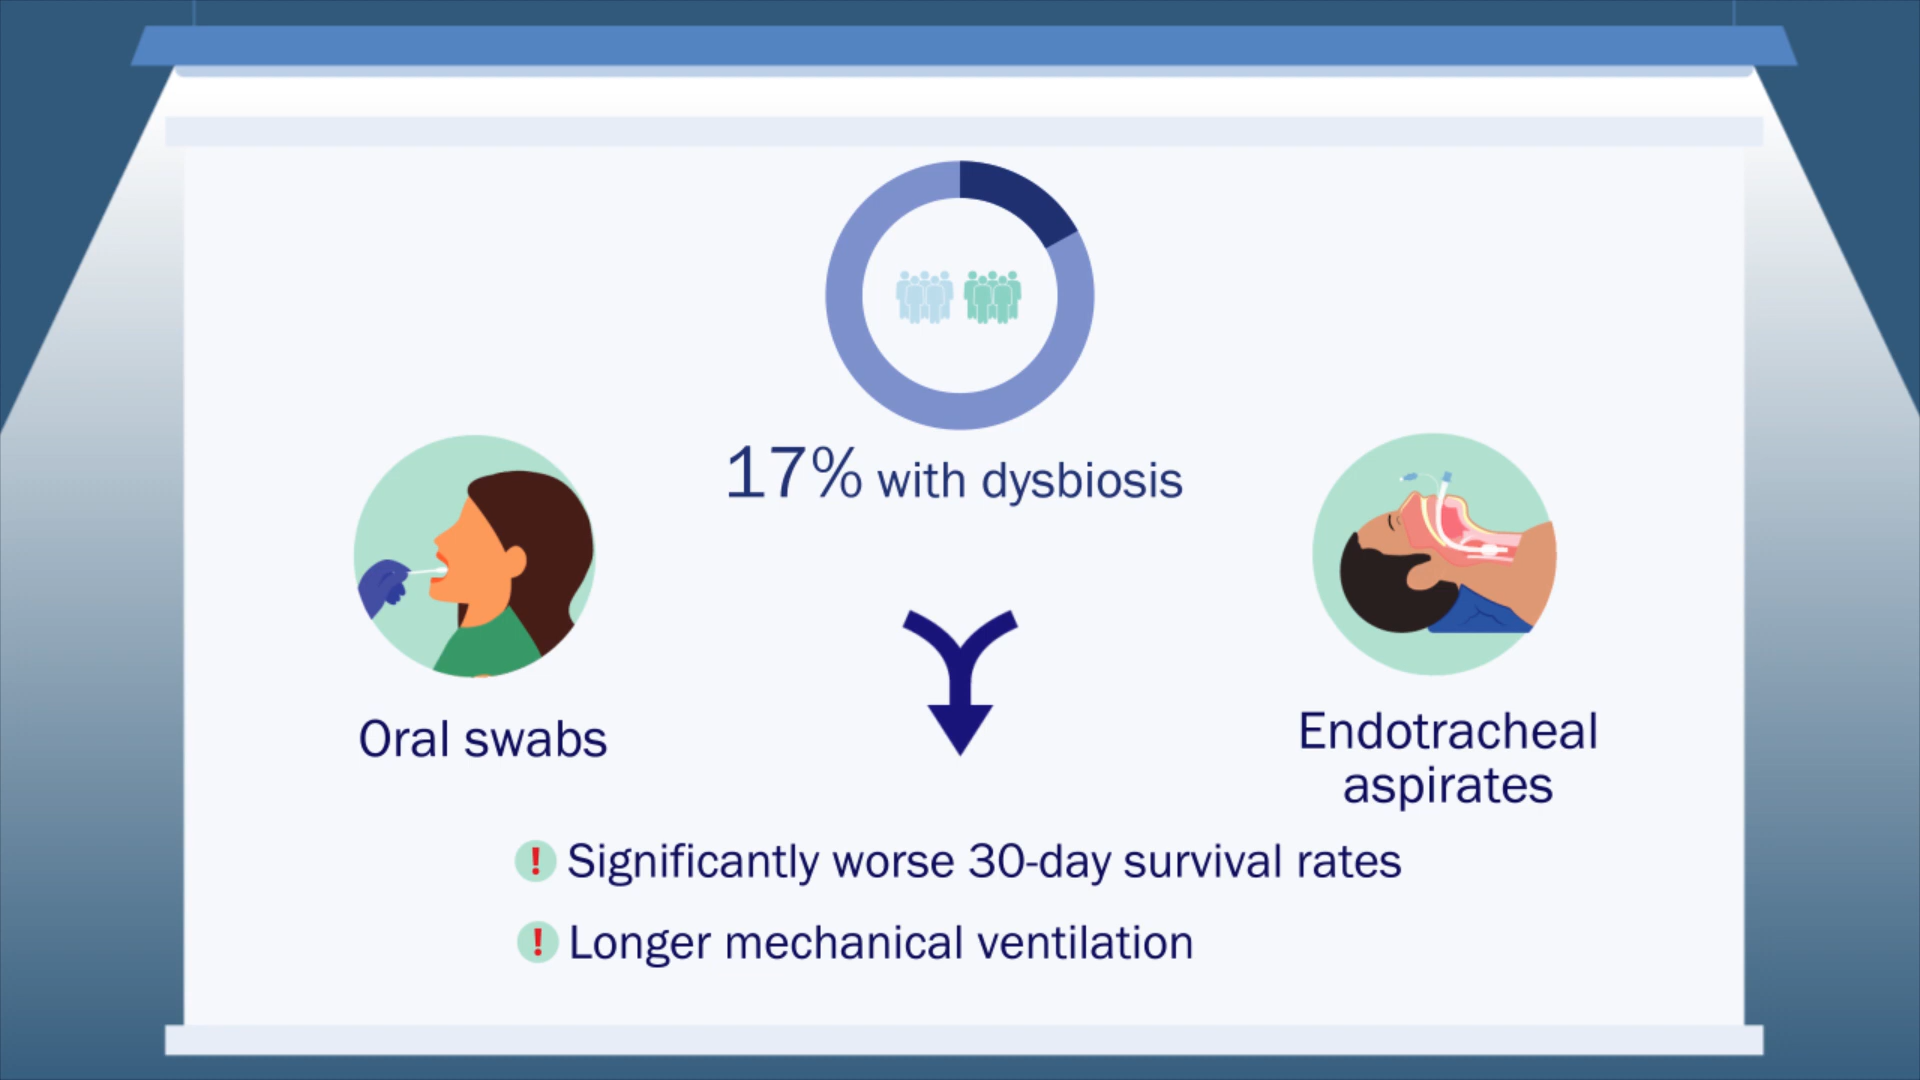 17% with dysbiosis
Oral swabs
Endotracheal
aspirates
! Significantly worse 30-day survival rates
! Longer mechanical ventilation